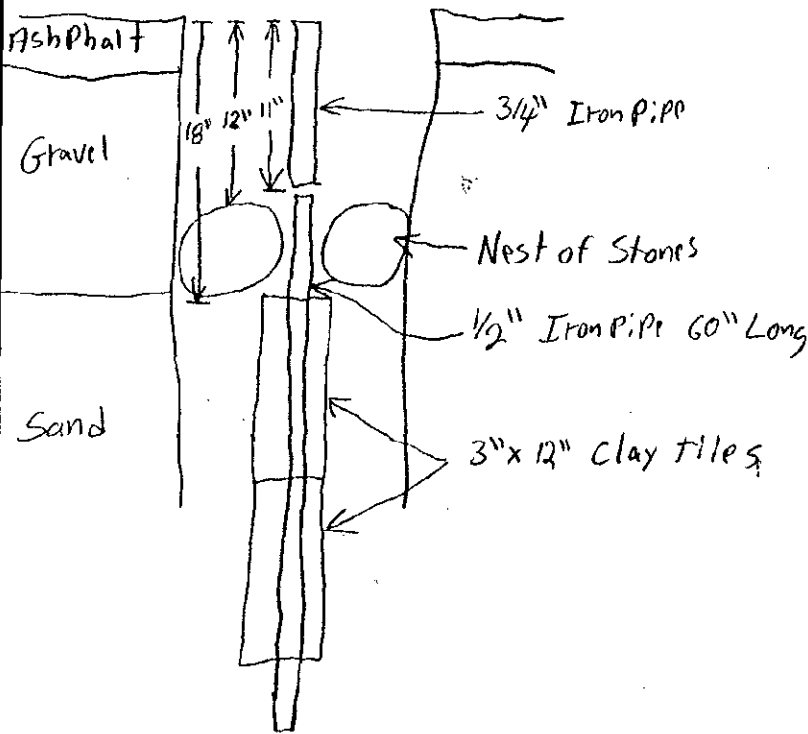 AshPhalt
18" 12" 11"
3/4" Iron Pipe
Gravel
Nest of Stones
1/2" Iron Pipe 60" Long
Sand
3" x 12" Clay tiles